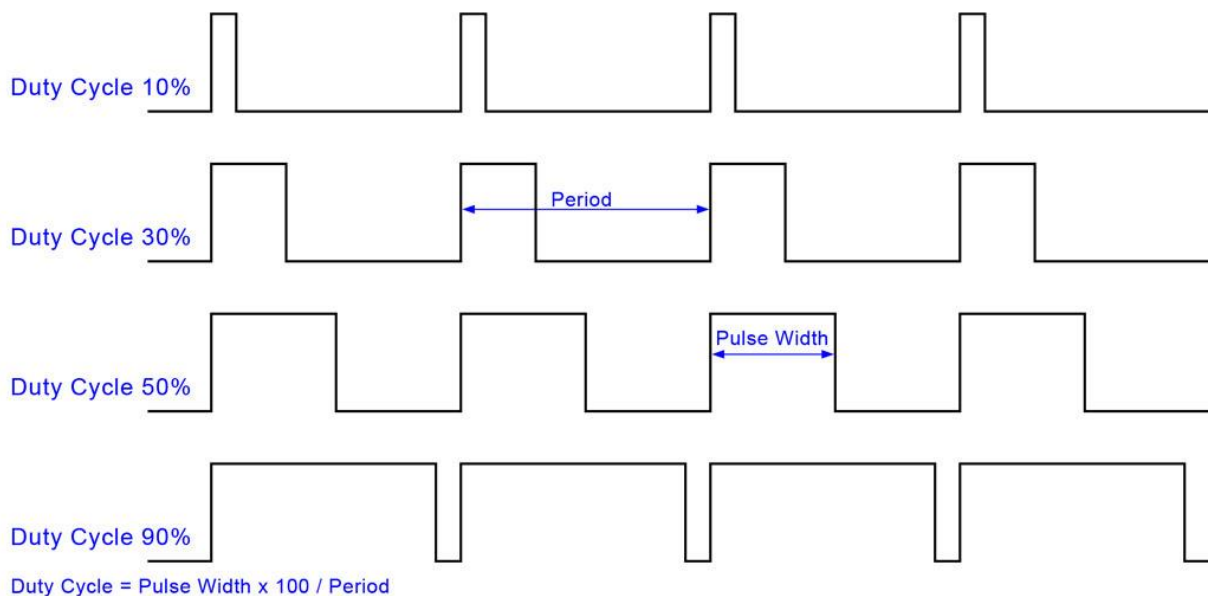 Duty Cycle 10%
Period
Duty Cycle 30%
Pulse Width
Duty Cycle 50%
Duty Cycle 90%
Duty Cycle = Pulse Width x 100 / Period